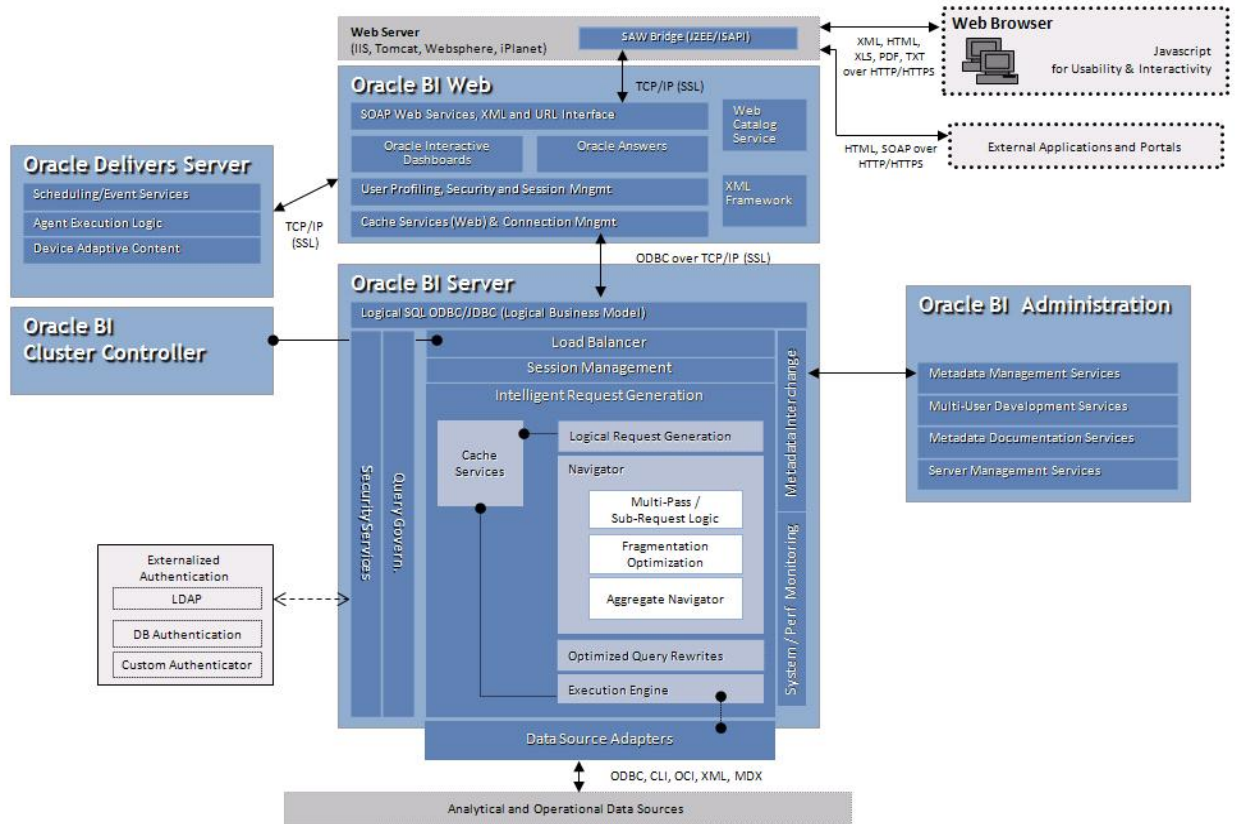 Web Server
(IIS, Tomcat, Websphere, iPlanet)
SAW Bridge (J2EE/ISAPI)
XML, HTML,
XLS, PDF, TXT
over HTTP/HTTPS
Web Browser
Javascript
for Usability & Interactivity
TCP/IP (SSL)
HTML, SOAP over
HTTP/HTTPS
External Applications and Portals
Oracle BI Web
SOAP Web Services, XML and URL Interface
Web
Catalog
Service
Oracle Interactive
Dashboards
Oracle Answers
User Profiling, Security and Session Mngmt
XML
Framework
Cache Services (Web) & Connection Mngmt
Oracle Delivers Server
Scheduling/Event Services
Agent Execution Logic
Device Adaptive Content
TCP/IP
(SSL)
ODBC over TCP/IP (SSL)
Oracle BI
Cluster Controller
Oracle BI Server
Logical SQL ODBC/JDBC (Logical Business Model)
Load Balancer
Session Management
Intelligent Request Generation
Security Services
Query Govern.
Cache
Services
Logical Request Generation
Navigator
Multi-Pass /
Sub-Request Logic
Fragmentation
Optimization
Aggregate Navigator
Optimized Query Rewrites
Execution Engine
Metadata Interchange
System / Perf Monitoring
Oracle BI Administration
Metadata Management Services
Multi-User Development Services
Metadata Documentation Services
Server Management Services
Externalized
Authentication
LDAP
DB Authentication
Custom Authenticator
Data Source Adapters
ODBC, CLI, OCI, XML, MDX
Analytical and Operational Data Sources